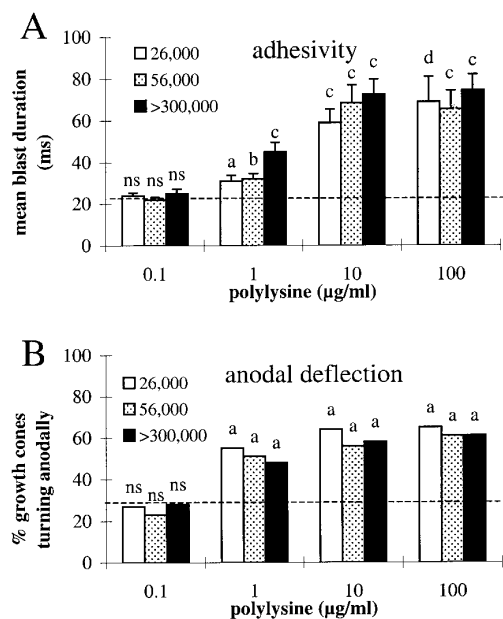 A
adhesivity
mean blast duration
(ms)
100
80
60
40
20
0
26,000
56,000
>300,000
ns ns ns
a b c
c c c
d c c
0.1 1 10 100
polylysine (µg/ml)
B
anodal deflection
% growth cones
turning anodally
100
80
60
40
20
0
26,000
56,000
>300,000
ns ns ns
a a a
a a a
a a a
0.1 1 10 100
polylysine (µg/ml)